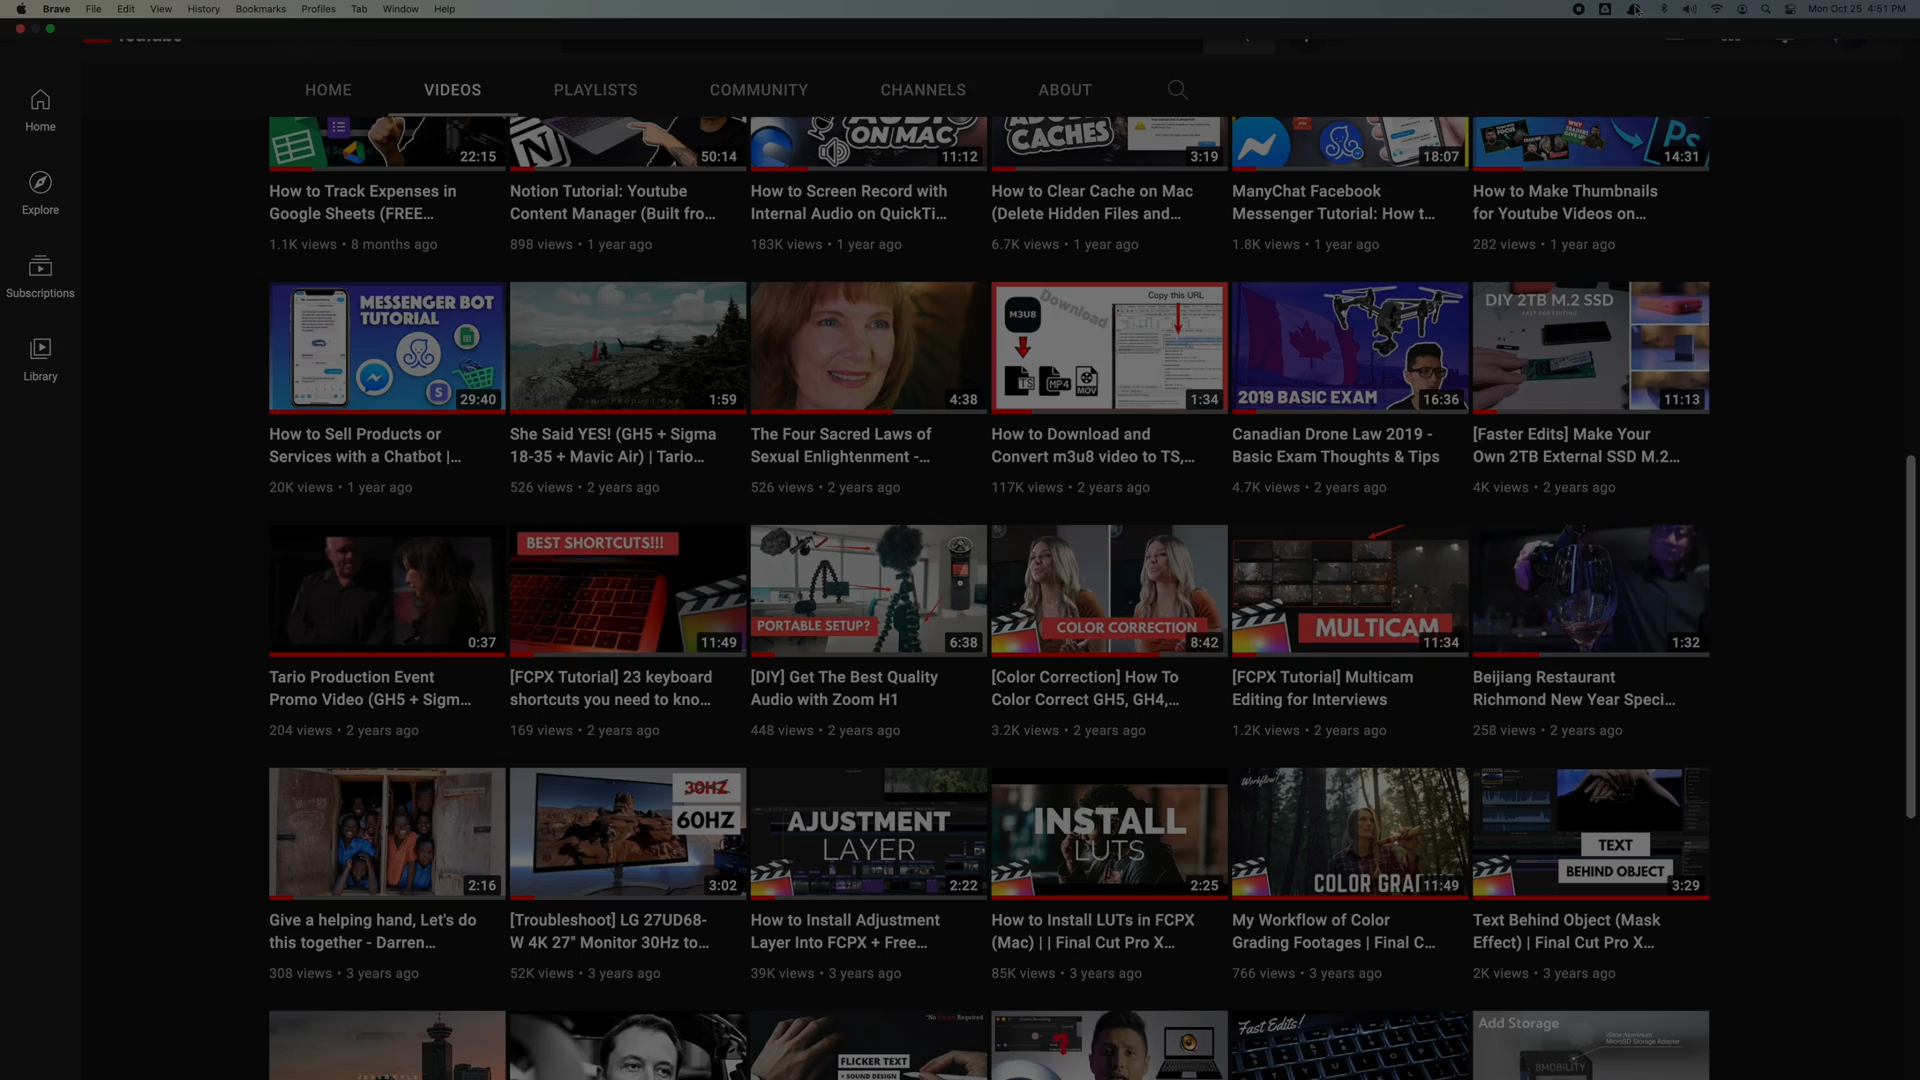 Brave File Edit View History Bookmarks Profiles Tab Window Help Mon Oct 25 4:51 PM
HOME VIDEOS PLAYLISTS COMMUNITY CHANNELS ABOUT
Home
Explore
Subscriptions
Library
22:15
How to Track Expenses in
Google Sheets (FREE...
1.1K views • 8 months ago
50:14
Notion Tutorial: Youtube
Content Manager (Built fro...
898 views • 1 year ago
ON MAC
11:12
How to Screen Record with
Internal Audio on QuickTi...
183K views • 1 year ago
CACHES
3:19
How to Clear Cache on Mac
(Delete Hidden Files and...
6.7K views • 1 year ago
18:07
ManyChat Facebook
Messenger Tutorial: How t...
1.8K views • 1 year ago
Ps
14:31
How to Make Thumbnails
for Youtube Videos on...
282 views • 1 year ago
MESSENGER BOT
TUTORIAL
29:40
How to Sell Products or
Services with a Chatbot |...
20K views • 1 year ago
TARIO PRODUCTIONS
1:59
She Said YES! (GH5 + Sigma
18-35 + Mavic Air) | Tario...
526 views • 2 years ago
4:38
The Four Sacred Laws of
Sexual Enlightenment -...
526 views • 2 years ago
Download
Copy this URL
M3U8
TS MP4 MOV
1:34
How to Download and
Convert m3u8 video to TS,...
117K views • 2 years ago
2019 BASIC EXAM
16:36
Canadian Drone Law 2019 -
Basic Exam Thoughts & Tips
4.7K views • 2 years ago
DIY 2TB M.2 SSD
FAST FOR EDITING
11:13
[Faster Edits] Make Your
Own 2TB External SSD M.2...
4K views • 2 years ago
0:37
Tario Production Event
Promo Video (GH5 + Sigm...
204 views • 2 years ago
BEST SHORTCUTS!!!
11:49
[FCPX Tutorial] 23 keyboard
shortcuts you need to kno...
169 views • 2 years ago
PORTABLE SETUP?
6:38
[DIY] Get The Best Quality
Audio with Zoom H1
448 views • 2 years ago
COLOR CORRECTION
8:42
[Color Correction] How To
Color Correct GH5, GH4,...
3.2K views • 2 years ago
MULTICAM
11:34
[FCPX Tutorial] Multicam
Editing for Interviews
1.2K views • 2 years ago
1:32
Beijiang Restaurant
Richmond New Year Speci...
258 views • 2 years ago
2:16
Give a helping hand, Let's do
this together - Darren...
308 views • 3 years ago
30HZ
60HZ
3:02
[Troubleshoot] LG 27UD68-
W 4K 27" Monitor 30Hz to...
52K views • 3 years ago
AJUSTMENT
LAYER
2:22
How to Install Adjustment
Layer Into FCPX + Free...
39K views • 3 years ago
INSTALL
LUTS
2:25
How to Install LUTs in FCPX
(Mac) | | Final Cut Pro X...
85K views • 3 years ago
Workflow!
COLOR GRA
11:49
My Workflow of Color
Grading Footages | Final C...
766 views • 3 years ago
TEXT
BEHIND OBJECT
3:29
Text Behind Object (Mask
Effect) | Final Cut Pro X...
2K views • 3 years ago
Required
FLICKER TEXT
+ SOUND DESIGN
?
Fast Edits!
Add Storage
iSlice Aluminium
MicroSD Storage Adapter
8MOBILITY